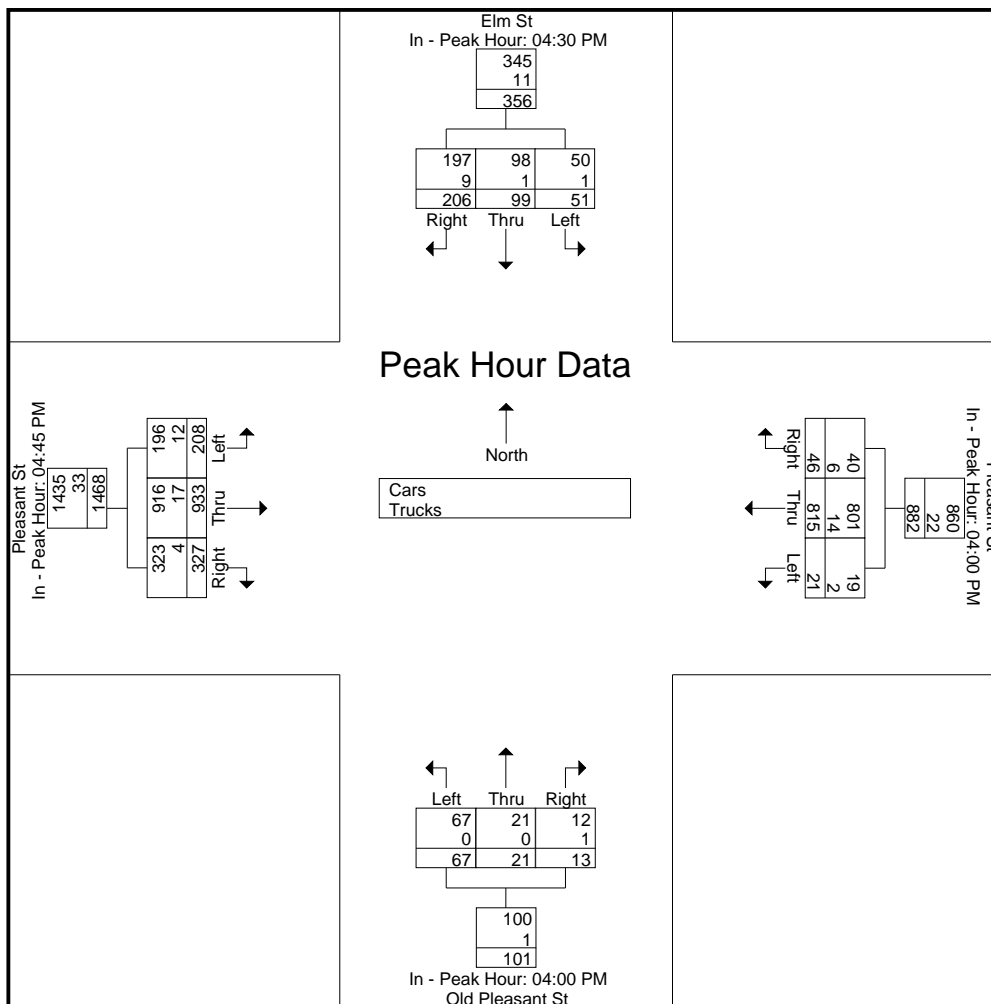 Elm St
In - Peak Hour: 04:30 PM
345
11
356
197 98 50
9 1 1
206 99 51
Right Thru Left
Peak Hour Data
North
Cars
Trucks
Pleasant St
In - Peak Hour: 04:45 PM
1435
33
1468
196 916 323
12 17 4
208 933 327
Left Thru Right
Pleasant St
In - Peak Hour: 04:00 PM
860
22
882
40 801 19
6 14 2
46 815 21
Right Thru Left
Left Thru Right
67 21 12
0 0 1
67 21 13
100
1
101
In - Peak Hour: 04:00 PM
Old Pleasant St